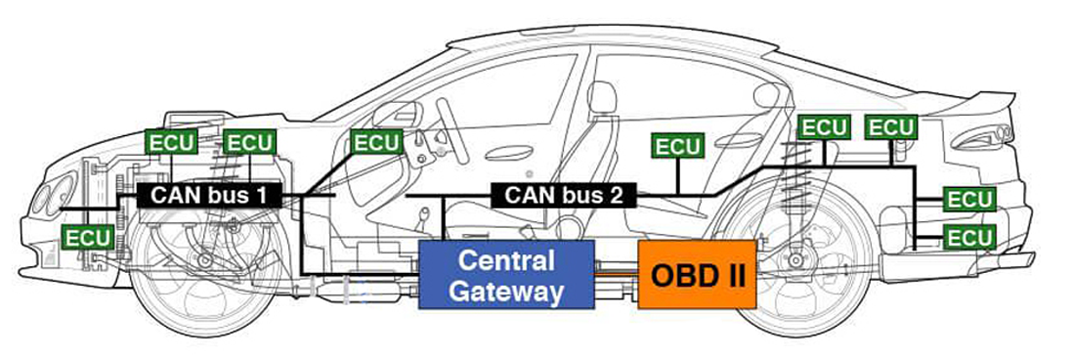 ECU
ECU
ECU
ECU
ECU
ECU
CAN bus 1
CAN bus 2
ECU
ECU
ECU
Central
Gateway
OBD II